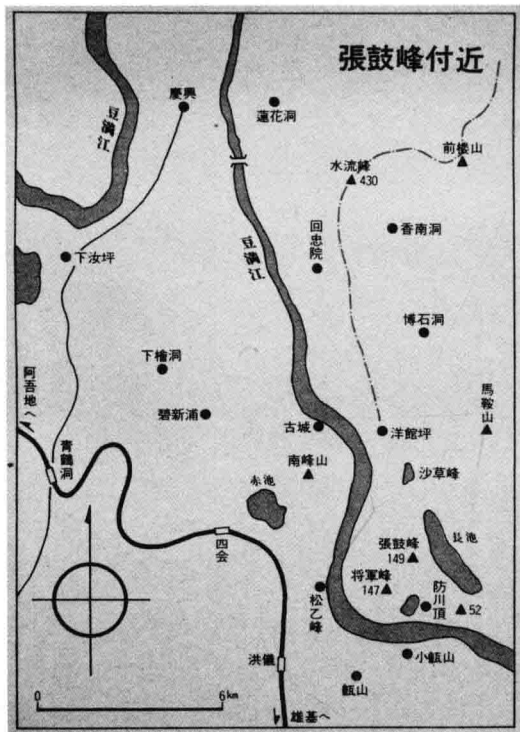 張鼓峰付近
慶興
蓮花洞
豆満江
前楼山
水流峰
430
香南洞
回忠院
豆満江
下汝坪
博石洞
下檜洞
阿吾地へ
碧新浦
馬鞍山
古城
洋館坪
青鶴洞
南峰山
沙草峰
赤池
長池
四会
張鼓峰
149
将軍峰
147
防川頂
52
松乙峰
小甑山
洪儀
甑山
0
6km
雄基へ